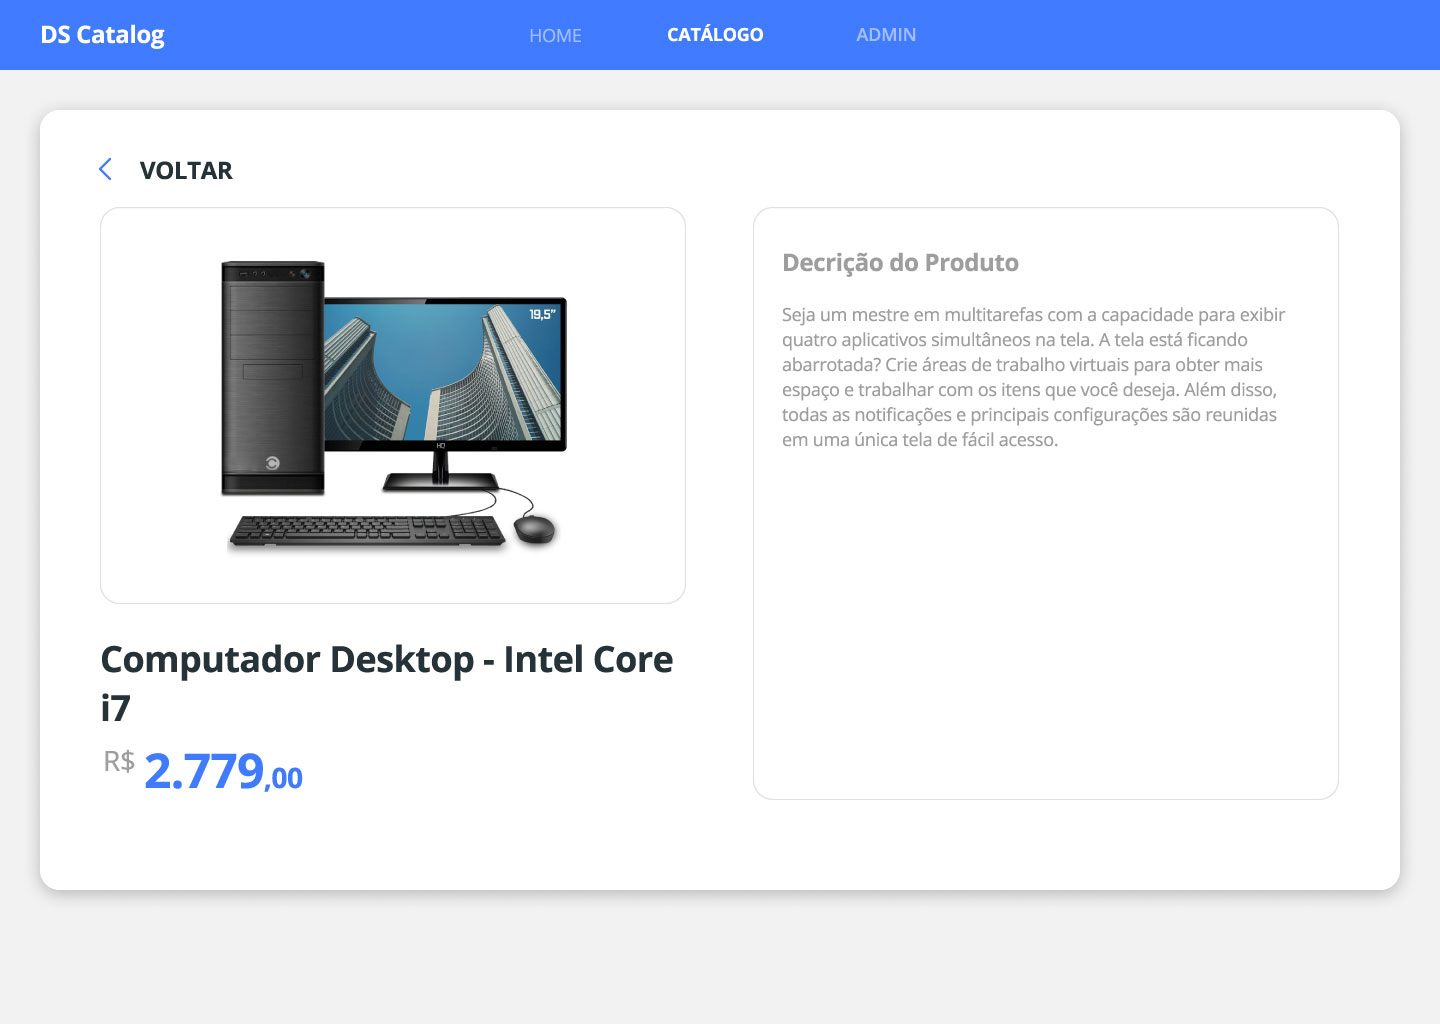 DS Catalog
HOME
CATÁLOGO
ADMIN
VOLTAR
19,5”
HQ
Computador Desktop - Intel Core
i7
R$ 2.779,00
Decrição do Produto
Seja um mestre em multitarefas com a capacidade para exibir
quatro aplicativos simultâneos na tela. A tela está ficando
abarrotada? Crie áreas de trabalho virtuais para obter mais
espaço e trabalhar com os itens que você deseja. Além disso,
todas as notificações e principais configurações são reunidas
em uma única tela de fácil acesso.